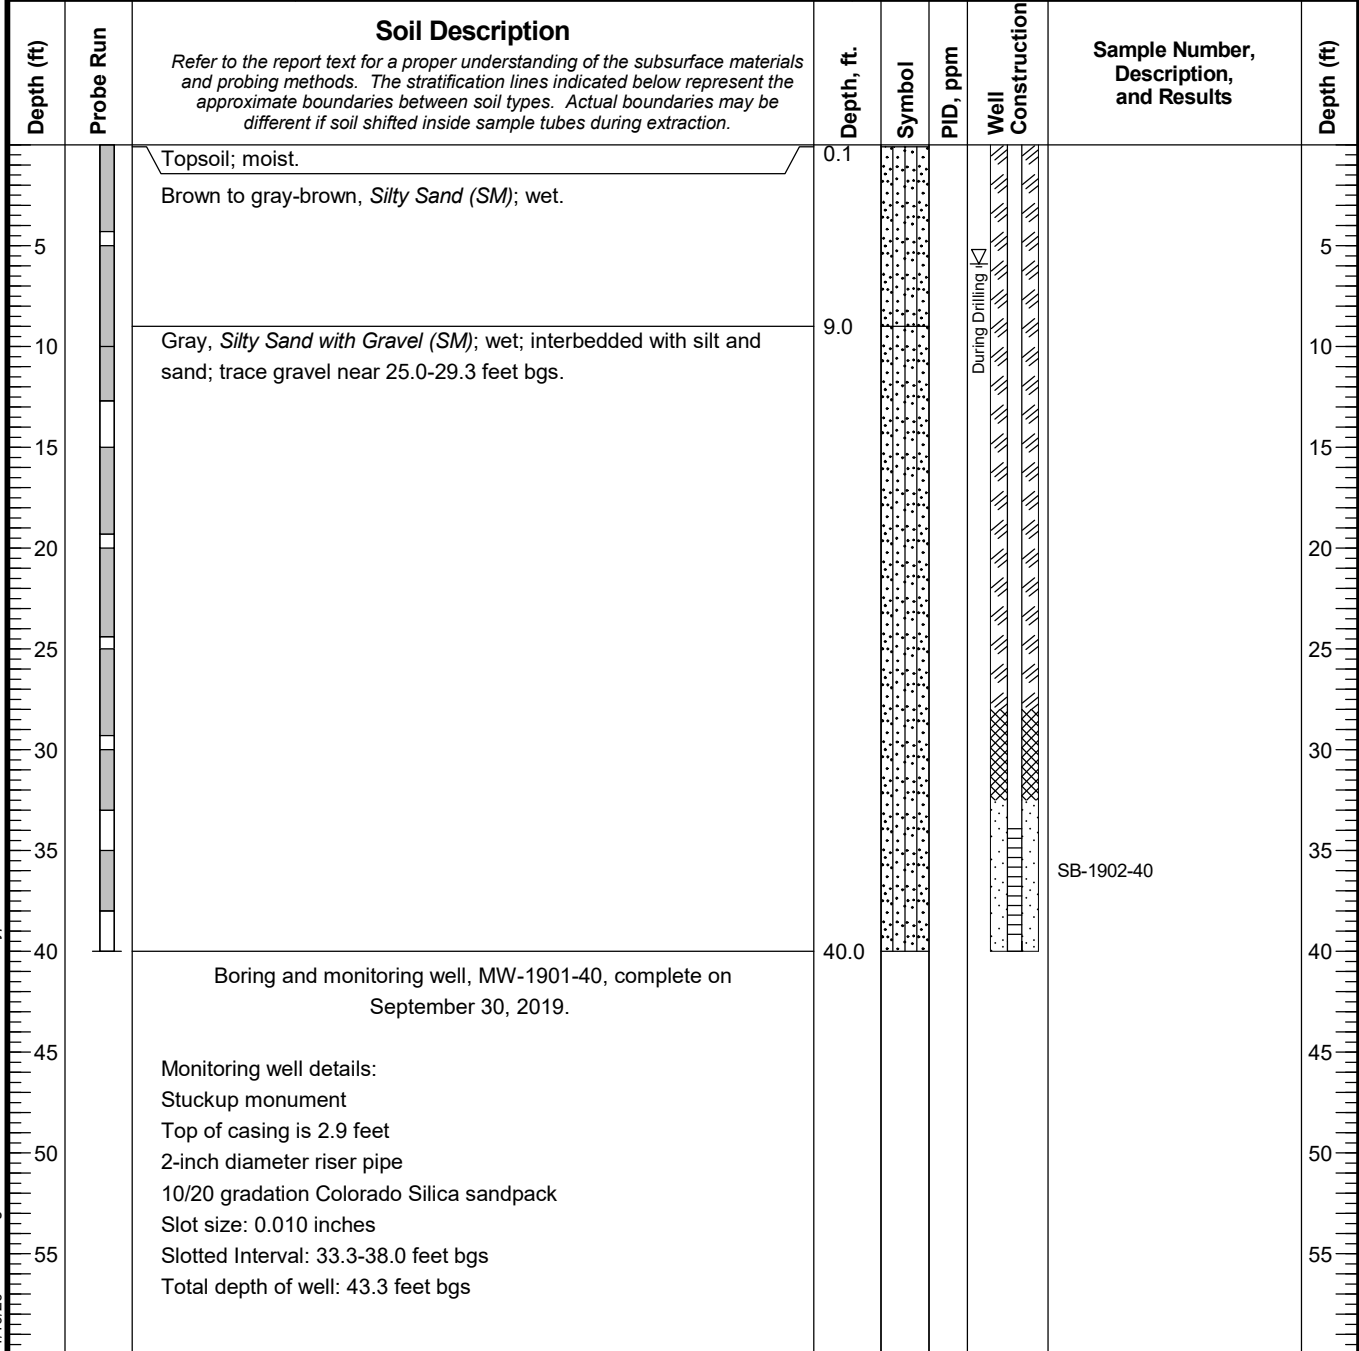 Depth (ft)
Probe Run
Soil Description
Refer to the report text for a proper understanding of the subsurface materials
and probing methods. The stratification lines indicated below represent the
approximate boundaries between soil types. Actual boundaries may be
different if soil shifted inside sample tubes during extraction.
Depth, ft.
Symbol
PID, ppm
Well
Construction
Sample Number,
Description,
and Results
Depth (ft)
Topsoil; moist.
0.1
Brown to gray-brown, Silty Sand (SM); wet.
5
5
During Drilling
9.0
Gray, Silty Sand with Gravel (SM); wet; interbedded with silt and
sand; trace gravel near 25.0-29.3 feet bgs.
10
10
15
15
20
20
25
25
30
30
35
35
SB-1902-40
40
40.0
40
Boring and monitoring well, MW-1901-40, complete on
September 30, 2019.
45
45
Monitoring well details:
Stuckup monument
Top of casing is 2.9 feet
50
50
2-inch diameter riser pipe
10/20 gradation Colorado Silica sandpack
Slot size: 0.010 inches
55
55
Slotted Interval: 33.3-38.0 feet bgs
Total depth of well: 43.3 feet bgs